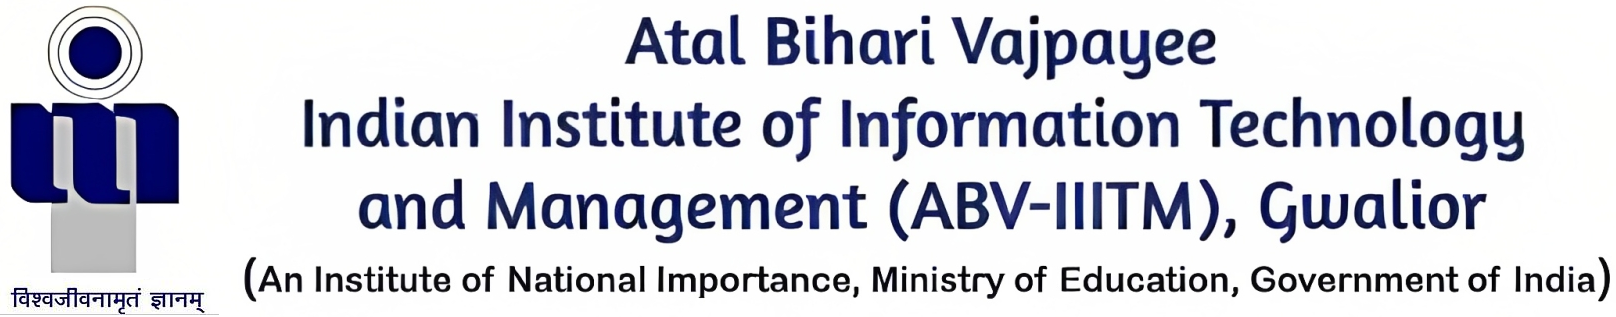 Atal Bihari Vajpayee
Indian Institute of Information Technology
and Management (ABV-IIITM), Gwalior
(An Institute of National Importance, Ministry of Education, Government of India)
विश्वजीवनामृतं ज्ञानम्